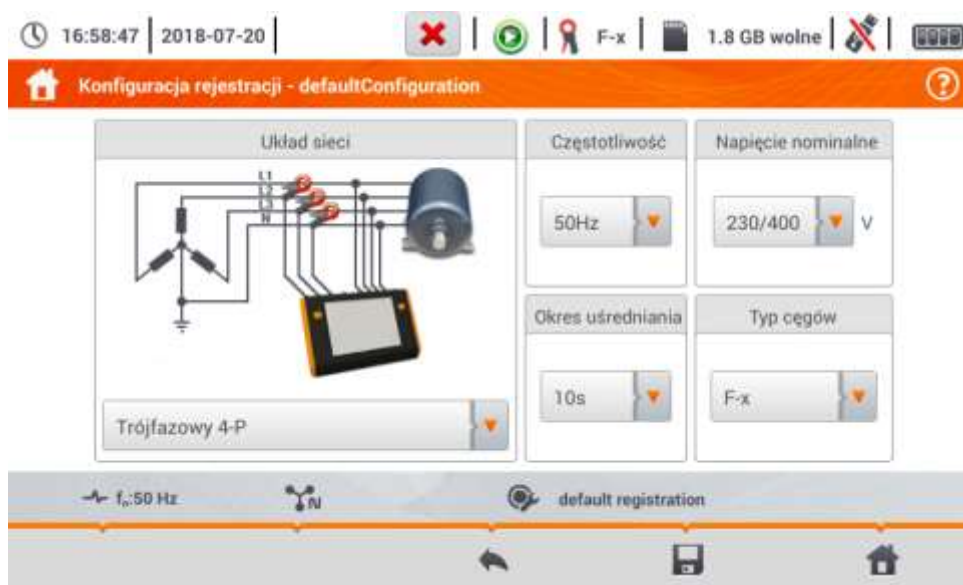 16:58:47 2018-07-20 F-x 1.8 GB wolne
Konfiguracja rejestracji - defaultConfiguration
Układ sieci
L1
L2
L3
N
Trójfazowy 4-P
Częstotliwość
50Hz
Napięcie nominalne
230/400 V
Okres uśredniania
10s
Typ cęgów
F-x
fn:50 Hz N default registration